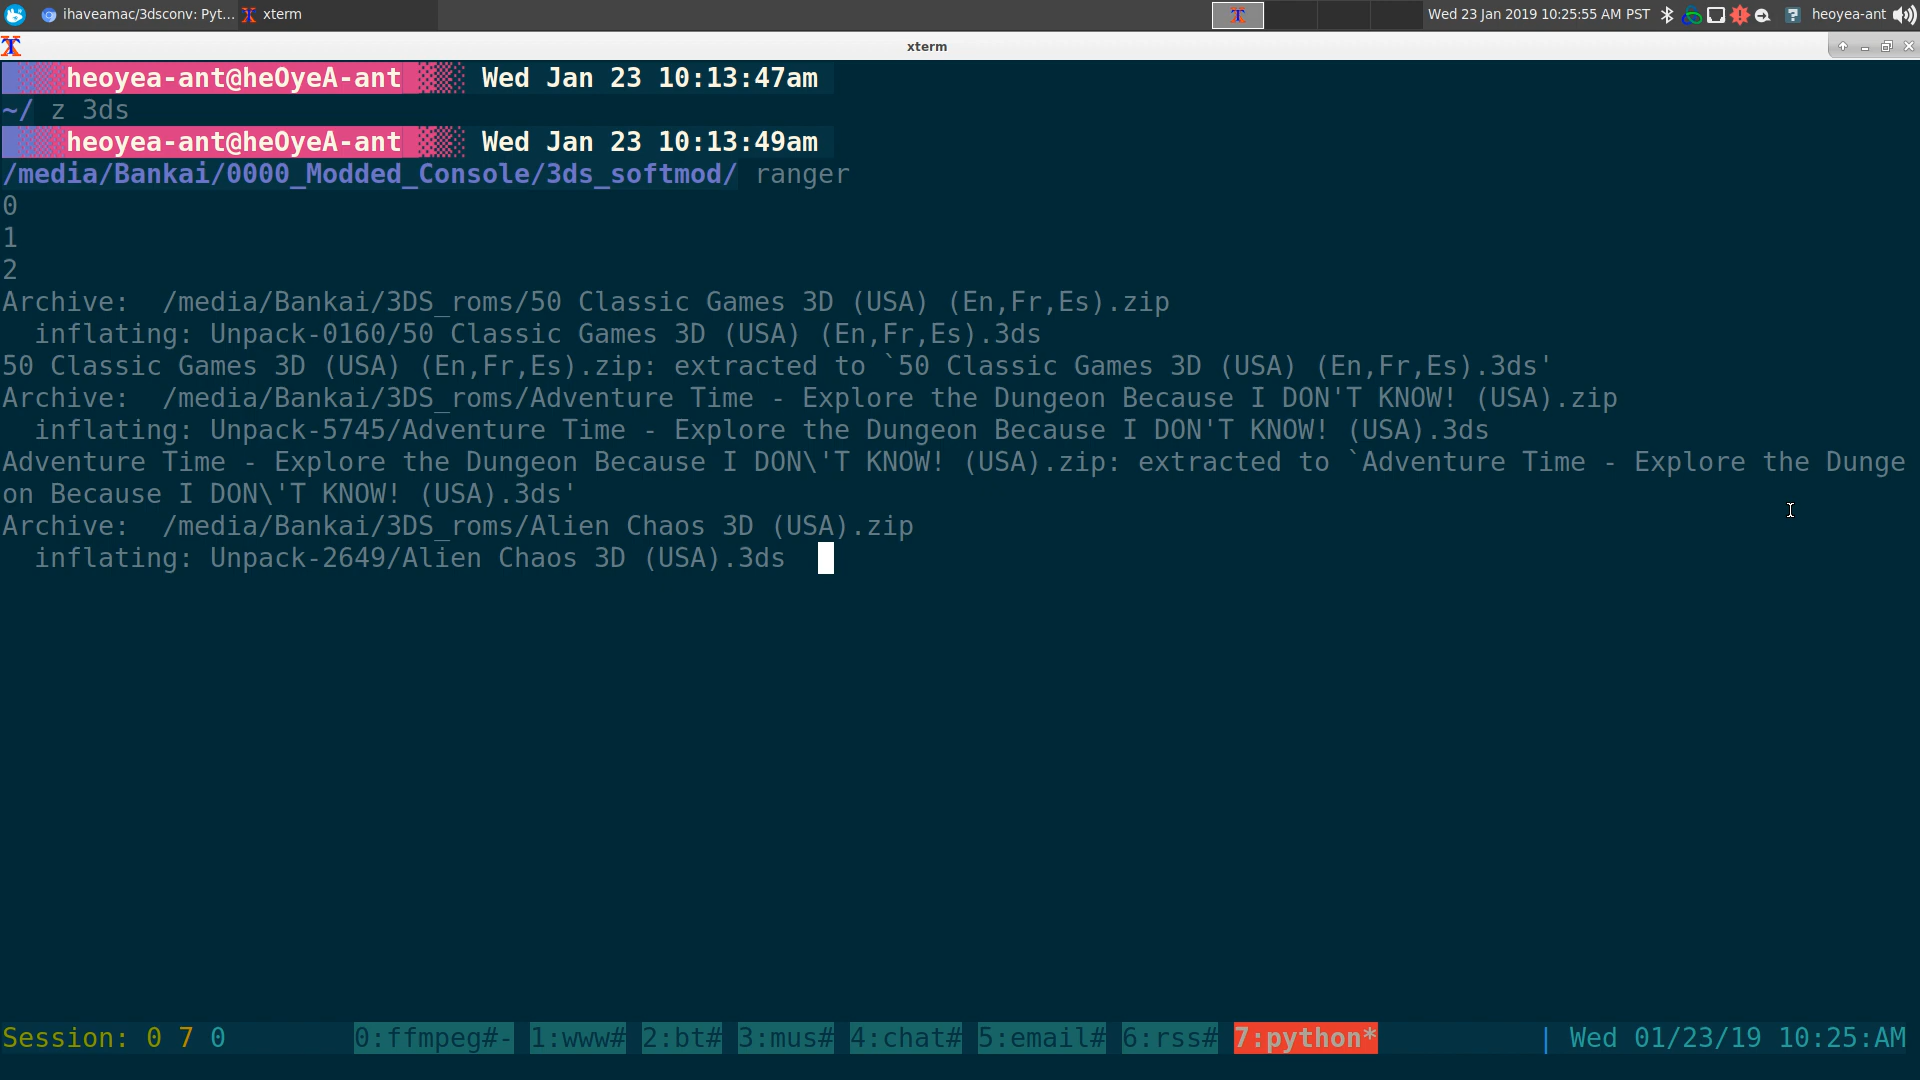 ihaveamac/3dsconv: Pyt... xterm Wed 23 Jan 2019 10:25:55 AM PST heoyea-ant
xterm
heoyea-ant@heOyeA-ant Wed Jan 23 10:13:47am
~/ z 3ds
heoyea-ant@heOyeA-ant Wed Jan 23 10:13:49am
/media/Bankai/0000_Modded_Console/3ds_softmod/ ranger
0
1
2
Archive:  /media/Bankai/3DS_roms/50 Classic Games 3D (USA) (En,Fr,Es).zip
  inflating: Unpack-0160/50 Classic Games 3D (USA) (En,Fr,Es).3ds
50 Classic Games 3D (USA) (En,Fr,Es).zip: extracted to `50 Classic Games 3D (USA) (En,Fr,Es).3ds'
Archive:  /media/Bankai/3DS_roms/Adventure Time - Explore the Dungeon Because I DON'T KNOW! (USA).zip
  inflating: Unpack-5745/Adventure Time - Explore the Dungeon Because I DON'T KNOW! (USA).3ds
Adventure Time - Explore the Dungeon Because I DON\'T KNOW! (USA).zip: extracted to `Adventure Time - Explore the Dunge
on Because I DON\'T KNOW! (USA).3ds'
Archive:  /media/Bankai/3DS_roms/Alien Chaos 3D (USA).zip
  inflating: Unpack-2649/Alien Chaos 3D (USA).3ds
Session: 0 7 0 0:ffmpeg#- 1:www# 2:bt# 3:mus# 4:chat# 5:email# 6:rss# 7:python* | Wed 01/23/19 10:25:AM